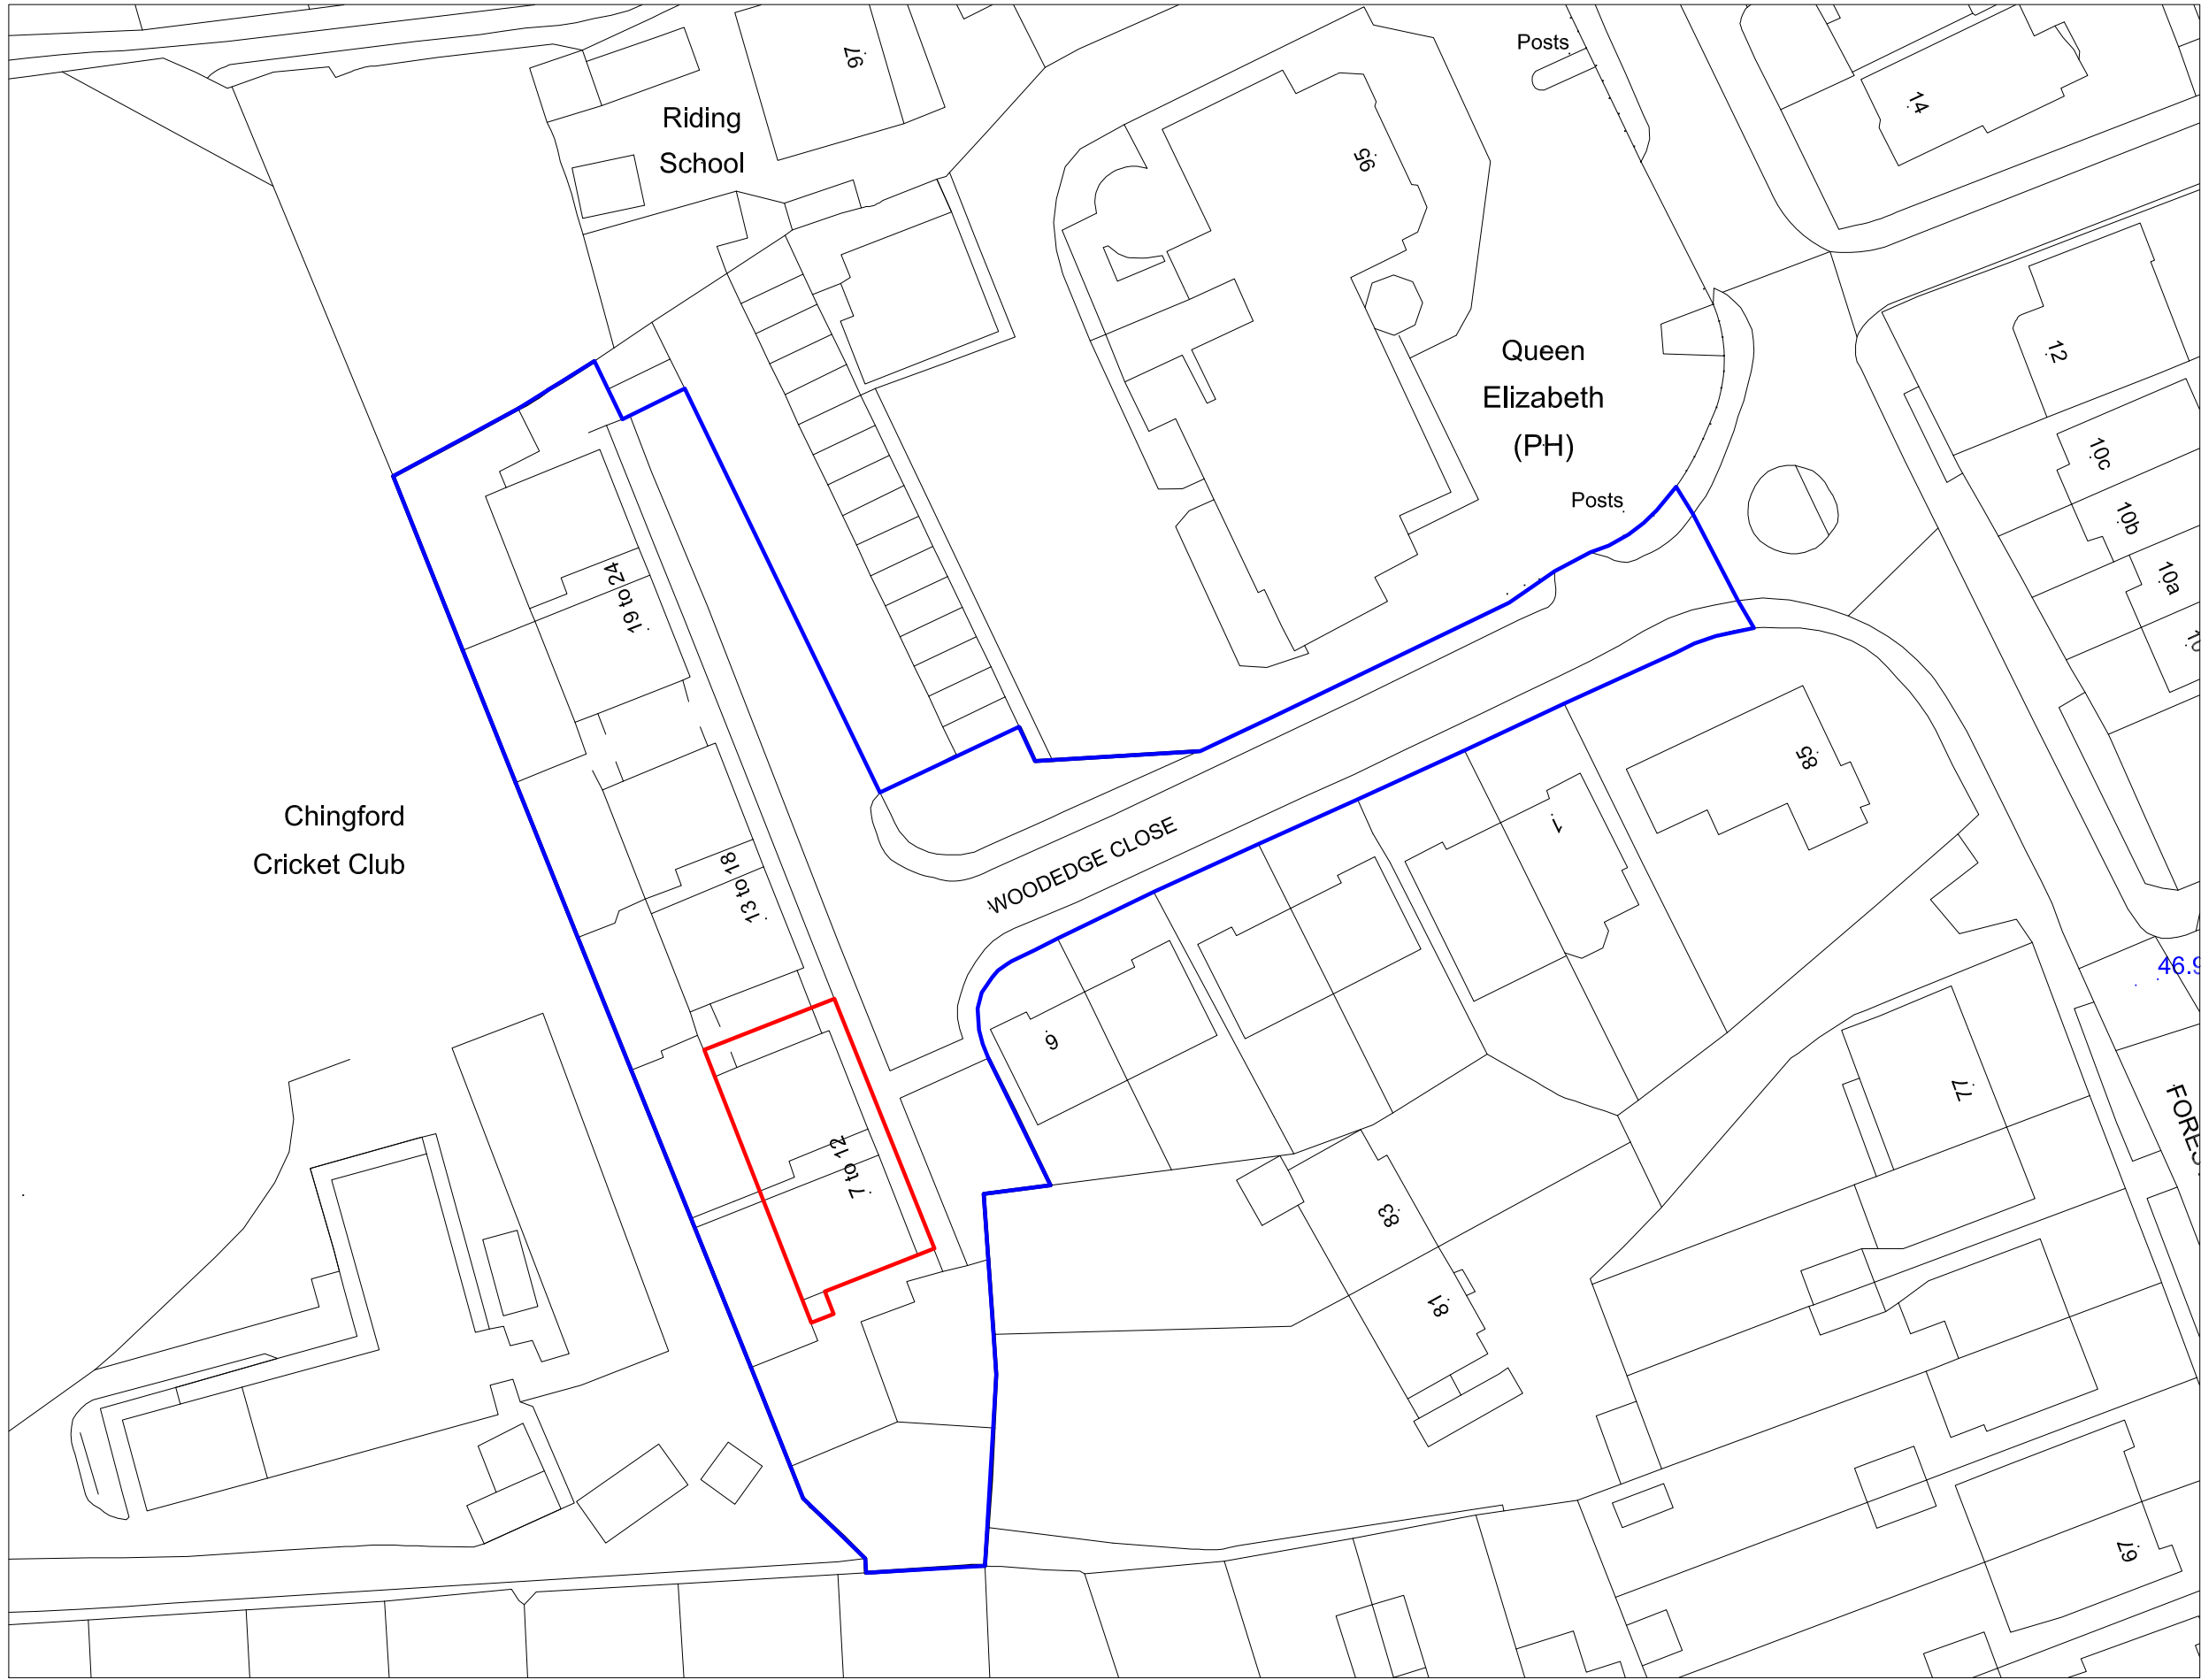 97
Riding
School
Posts
14
95
Queen
Elizabeth
(PH)
12
10c
10b
10a
Posts
19 to 24
85
1
Chingford
Cricket Club
13 to 18
WOODEDGE CLOSE
46.9
6
77
7 to 12
83
81
67